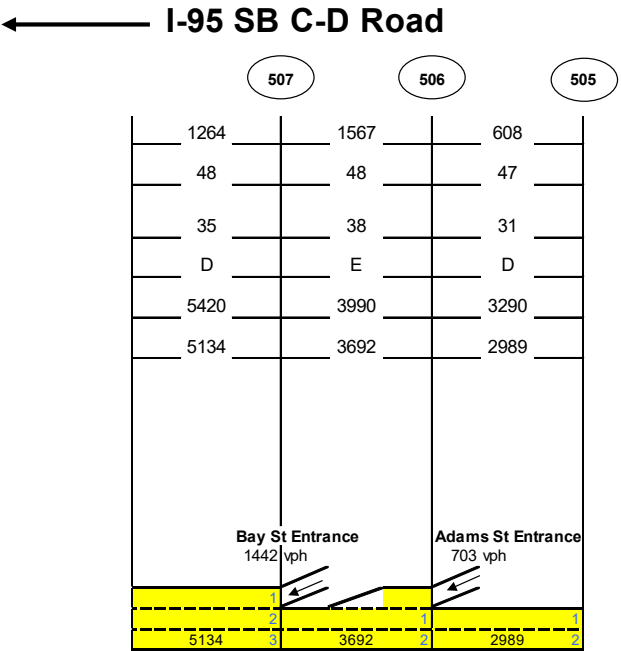 I-95 SB C-D Road
507 506 505
1264 1567 608
48 48 47
35 38 31
D E D
5420 3990 3290
5134 3692 2989
Bay St Entrance Adams St Entrance
1442 vph 703 vph
1
2 1 1
5134 3 3692 2 2989 2